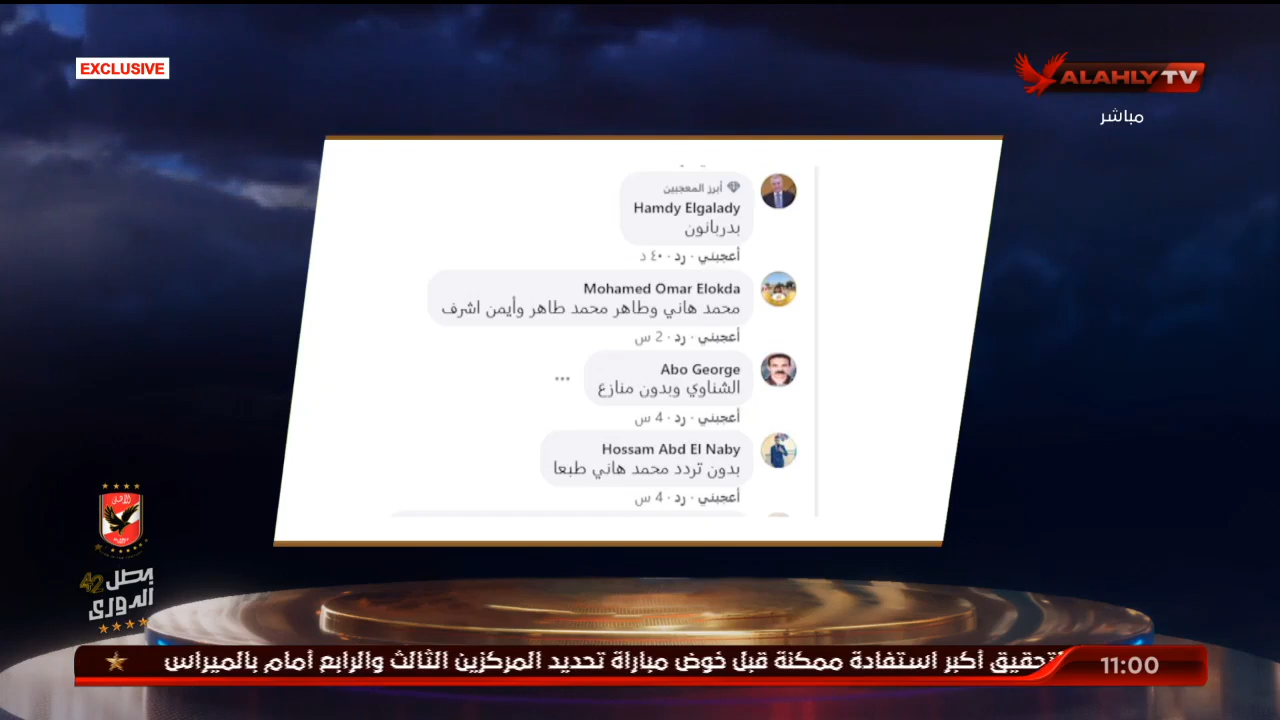 EXCLUSIVE
ALAHLY TV
مباشر
أبرز المعجبين
Hamdy Elgalady
بدربانون
أعجبني · رد · ٤٠ د
Mohamed Omar Elokda
محمد هاني وطاهر محمد طاهر وأيمن اشرف
أعجبني · رد · 2 س
Abo George
الشناوي وبدون منازع
أعجبني · رد · 4 س
Hossam Abd El Naby
بدون تردد محمد هاني طبعا
أعجبني · رد · 4 س
الأهلي
بطل 42
الدوري
لتحقيق أكبر استفادة ممكنة قبل خوض مباراة تحديد المركزين الثالث والرابع أمام بالميراس
11:00